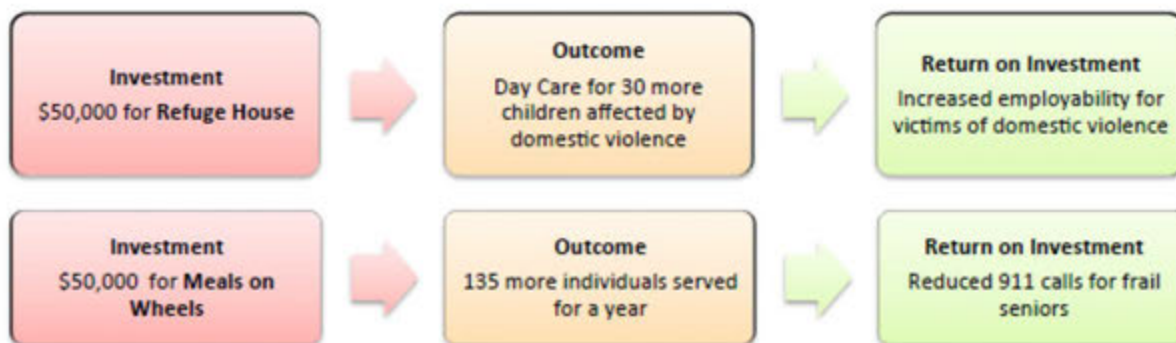 Investment
$50,000 for Refuge House
Outcome
Day Care for 30 more
children affected by
domestic violence
Return on Investment
Increased employability for
victims of domestic violence
Investment
$50,000 for Meals on
Wheels
Outcome
135 more individuals served
for a year
Return on Investment
Reduced 911 calls for frail
seniors